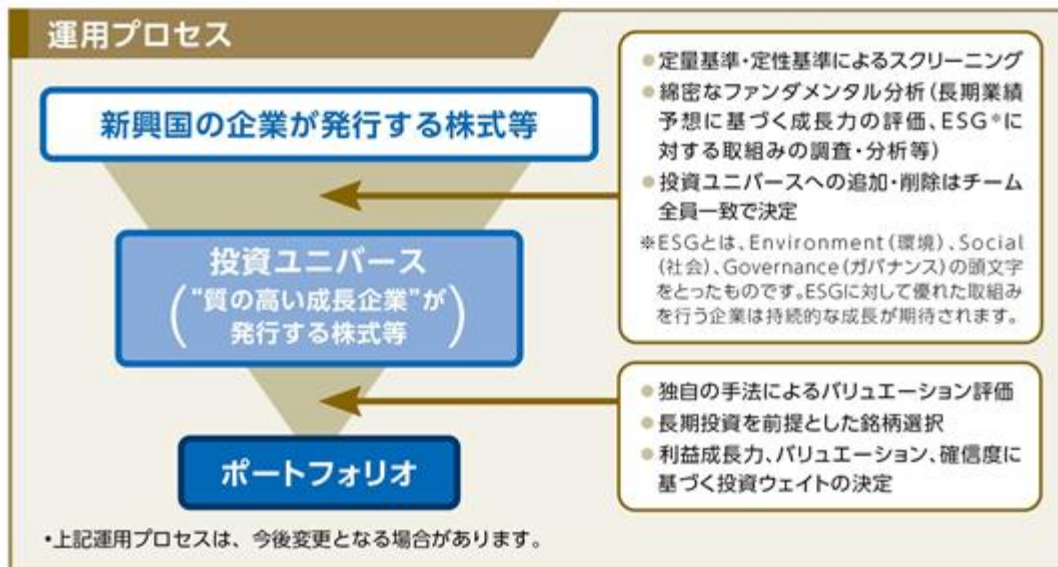 運用プロセス
新興国の企業が発行する株式等
●定量基準・定性基準によるスクリーニング
●綿密なファンダメンタル分析(長期業績
予想に基づく成長力の評価、ESG※に
対する取組みの調査・分析等)
●投資ユニバースへの追加・削除はチーム
全員一致で決定
※ESGとは、Environment(環境)、Social
(社会)、Governance(ガバナンス)の頭文字
をとったものです。ESGに対して優れた取組み
を行う企業は持続的な成長が期待されます。
投資ユニバース
(“質の高い成長企業”が
発行する株式等)
●独自の手法によるバリュエーション評価
●長期投資を前提とした銘柄選択
●利益成長力、バリュエーション、確信度に
基づく投資ウェイトの決定
ポートフォリオ
•上記運用プロセスは、今後変更となる場合があります。